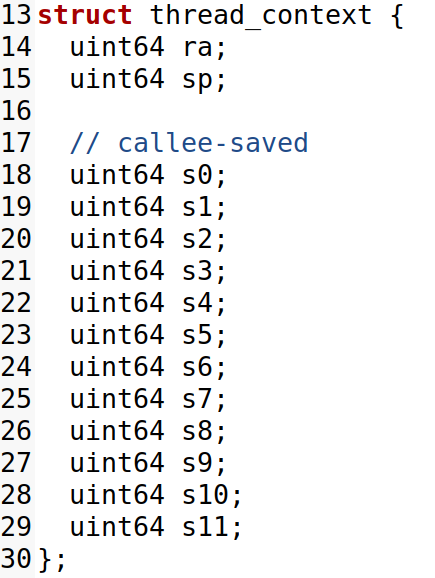 13 struct thread_context {
14   uint64 ra;
15   uint64 sp;
16
17   // callee-saved
18   uint64 s0;
19   uint64 s1;
20   uint64 s2;
21   uint64 s3;
22   uint64 s4;
23   uint64 s5;
24   uint64 s6;
25   uint64 s7;
26   uint64 s8;
27   uint64 s9;
28   uint64 s10;
29   uint64 s11;
30 };